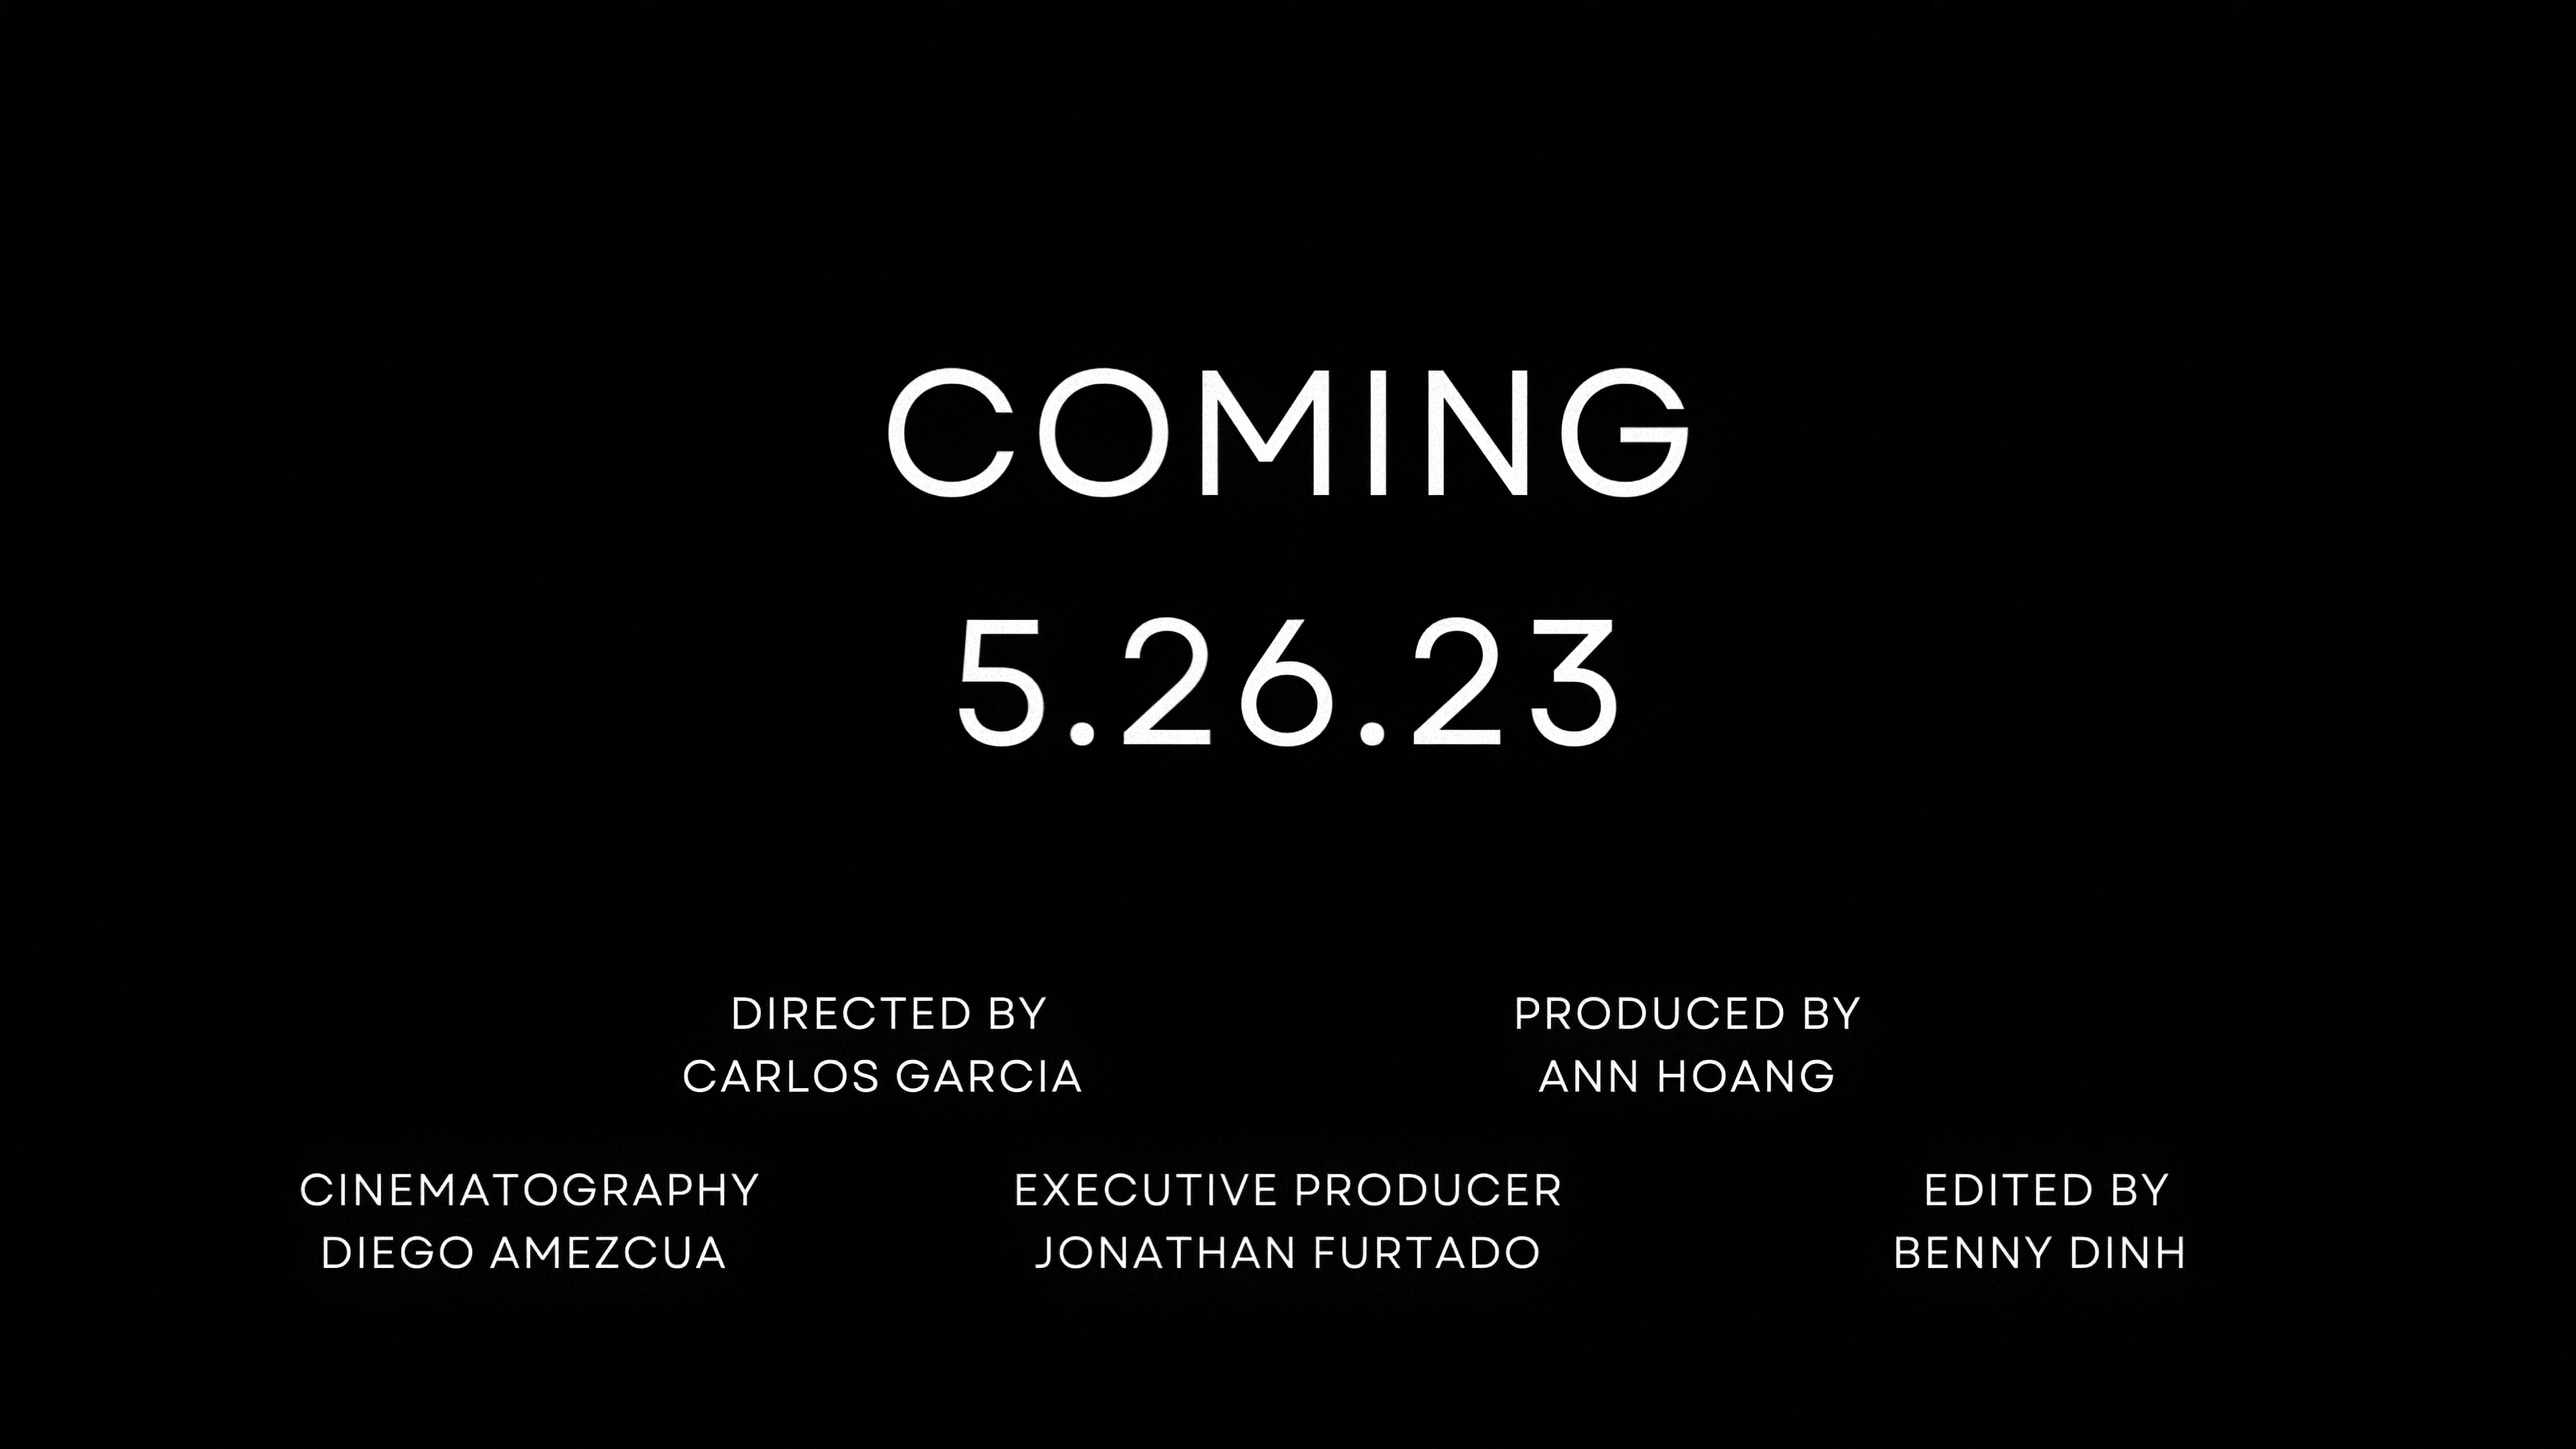 COMING
5.26.23
DIRECTED BY
CARLOS GARCIA
PRODUCED BY
ANN HOANG
CINEMATOGRAPHY
DIEGO AMEZCUA
EXECUTIVE PRODUCER
JONATHAN FURTADO
EDITED BY
BENNY DINH